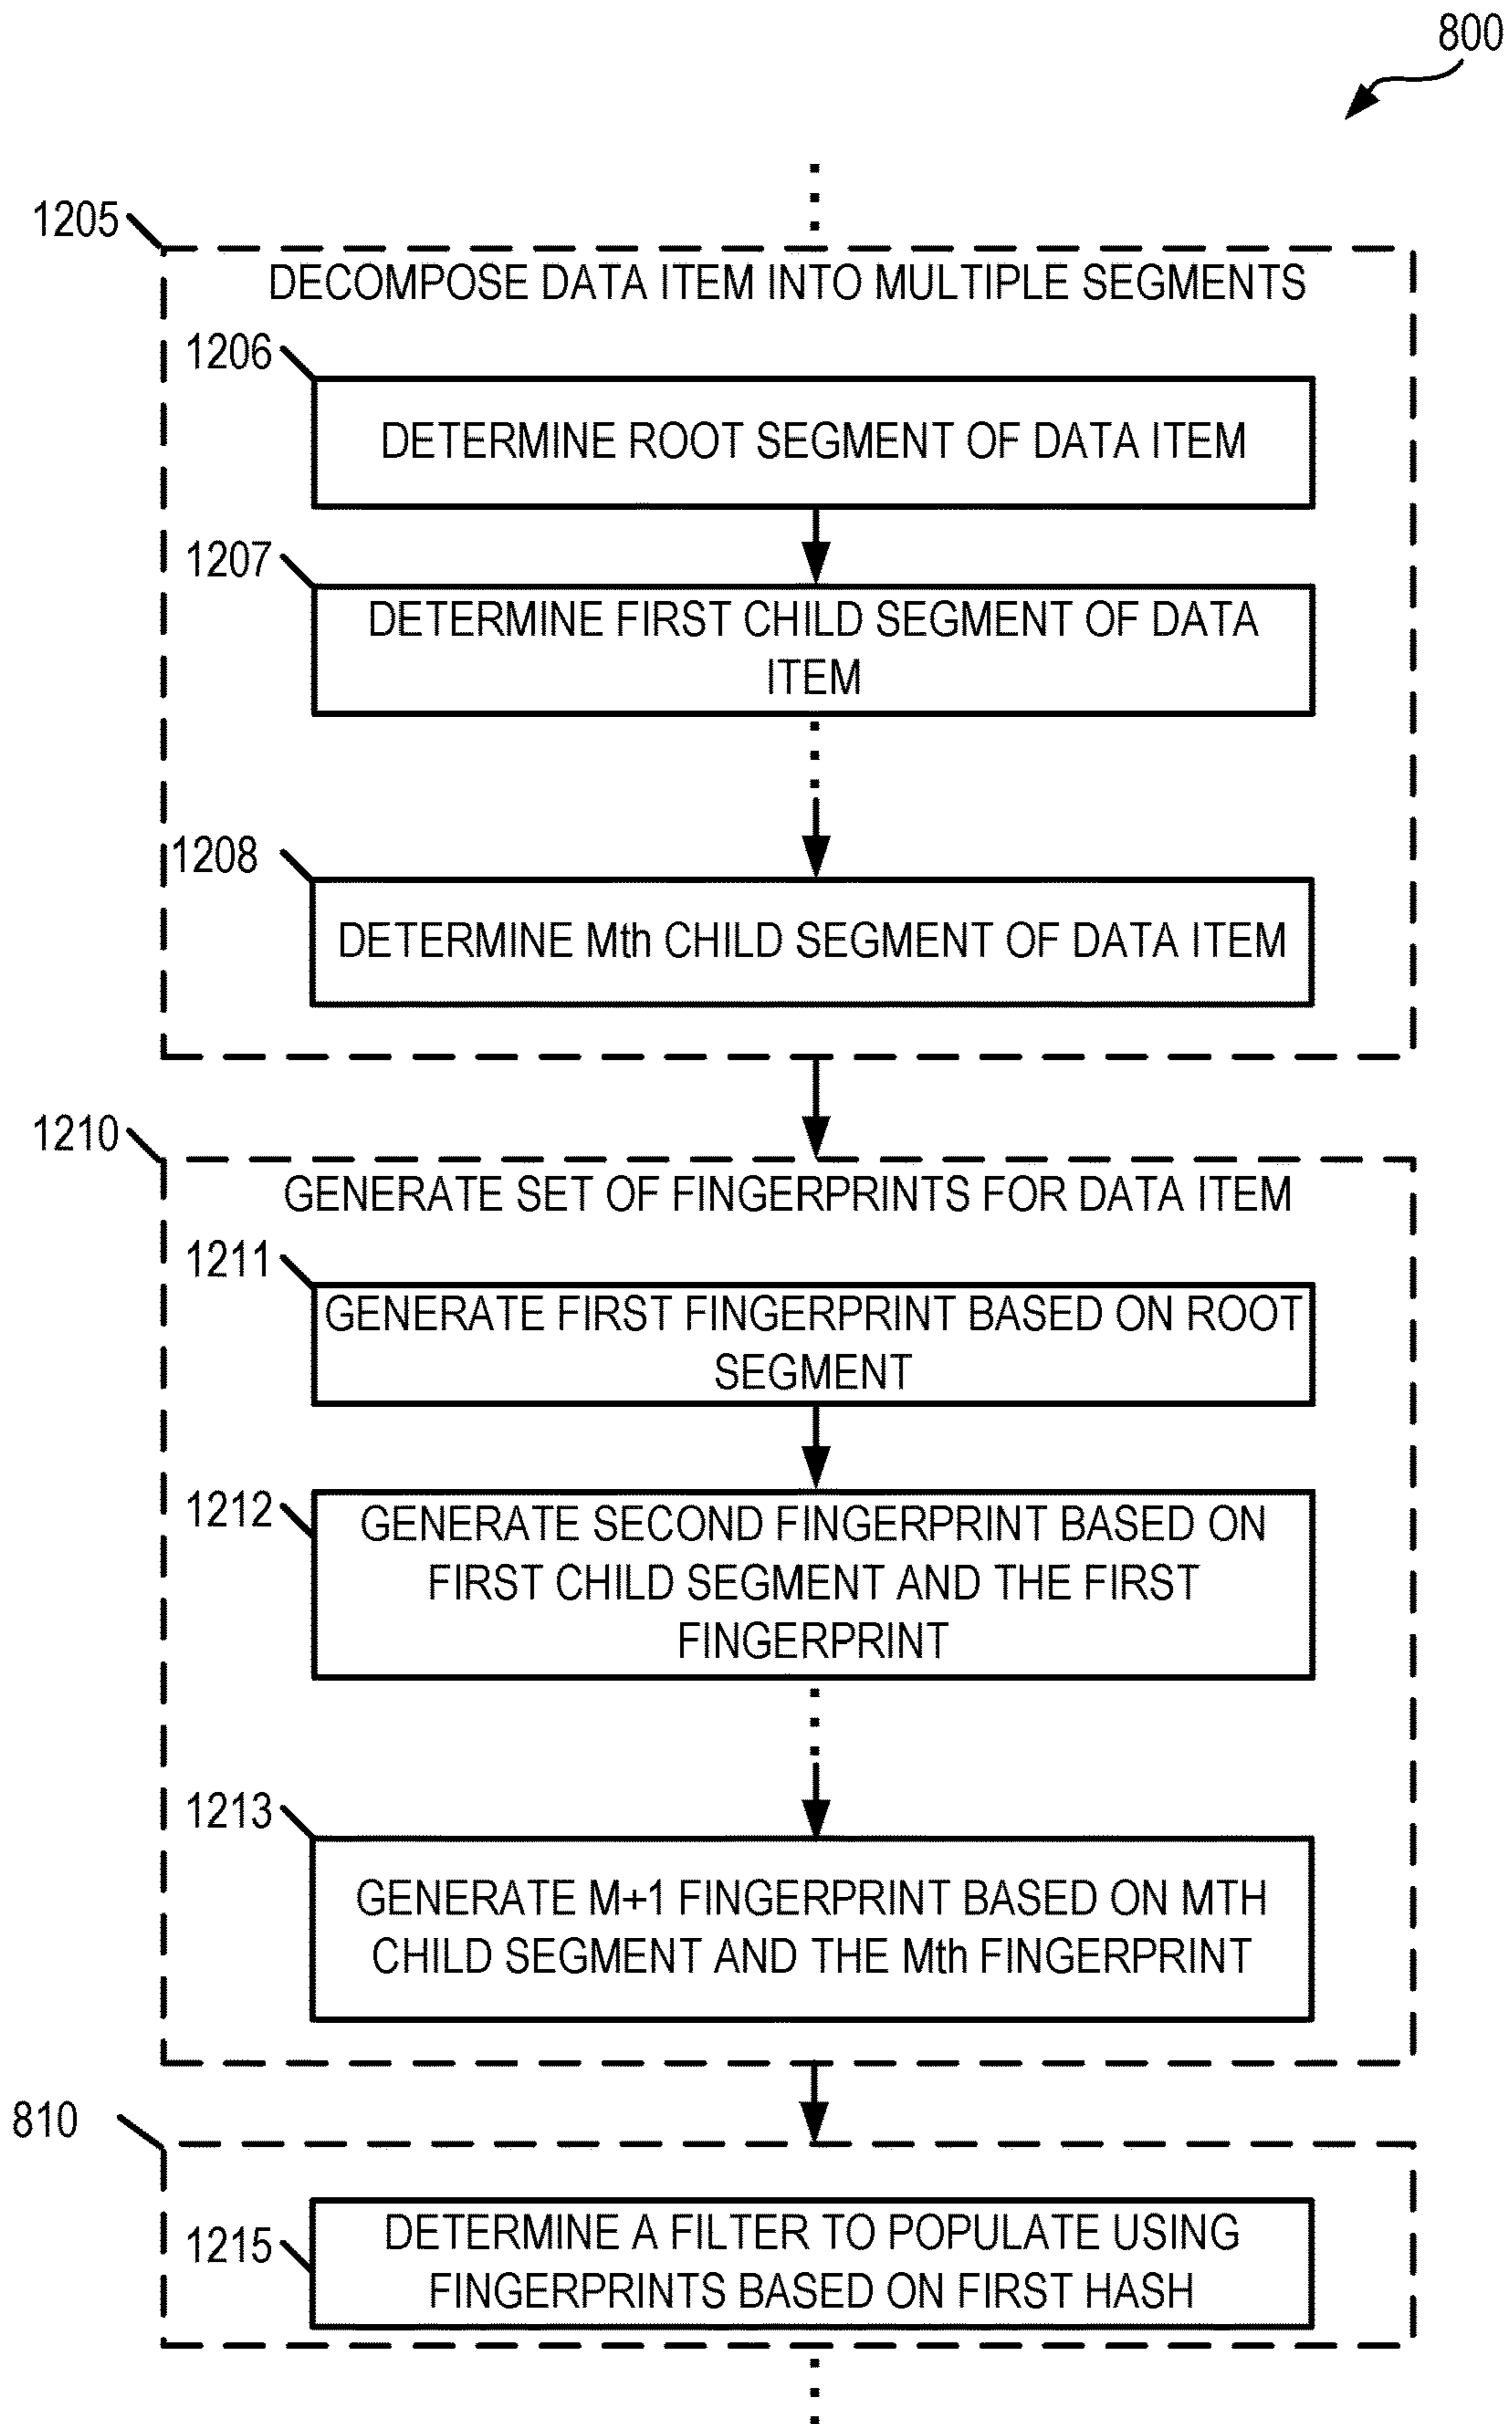 800
1205
DECOMPOSE DATA ITEM INTO MULTIPLE SEGMENTS
1206
DETERMINE ROOT SEGMENT OF DATA ITEM
1207
DETERMINE FIRST CHILD SEGMENT OF DATA
ITEM
1208
DETERMINE Mth CHILD SEGMENT OF DATA ITEM
1210
GENERATE SET OF FINGERPRINTS FOR DATA ITEM
1211
GENERATE FIRST FINGERPRINT BASED ON ROOT
SEGMENT
1212
GENERATE SECOND FINGERPRINT BASED ON
FIRST CHILD SEGMENT AND THE FIRST
FINGERPRINT
1213
GENERATE M+1 FINGERPRINT BASED ON MTH
CHILD SEGMENT AND THE Mth FINGERPRINT
810
1215
DETERMINE A FILTER TO POPULATE USING
FINGERPRINTS BASED ON FIRST HASH